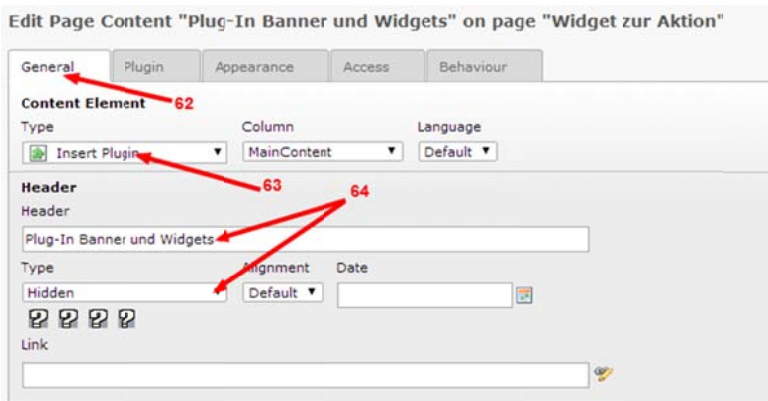 Edit Page Content "Plug-In Banner und Widgets" on page "Widget zur Aktion"
General Plugin Appearance Access Behaviour
62
Content Element
Type Column Language
Insert Plugin MainContent Default
63
64
Header
Header
Plug-In Banner und Widgets
Type Alignment Date
Hidden Default
Link